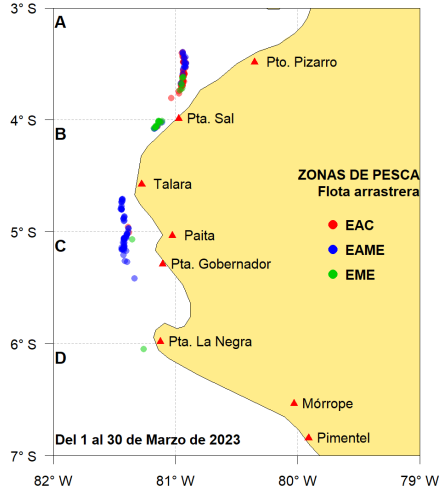 3° S
A
Pto. Pizarro
4° S
Pta. Sal
B
ZONAS DE PESCA
Flota arrastrera
Talara
EAC
5° S
Paita
EAME
C
Pta. Gobernador
EME
6° S
Pta. La Negra
D
Mórrope
Del 1 al 30 de Marzo de 2023
Pimentel
7° S
82° W
81° W
80° W
79° W